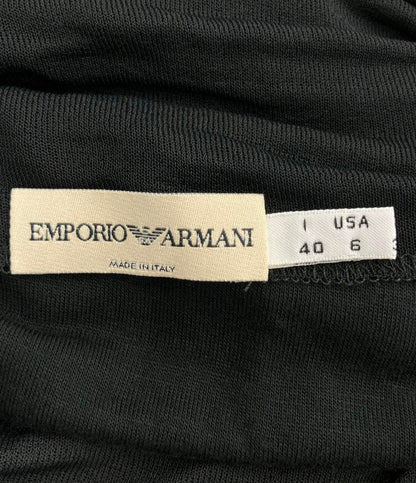 EMPORIO ARMANI
MADE IN ITALY
I USA
40 6